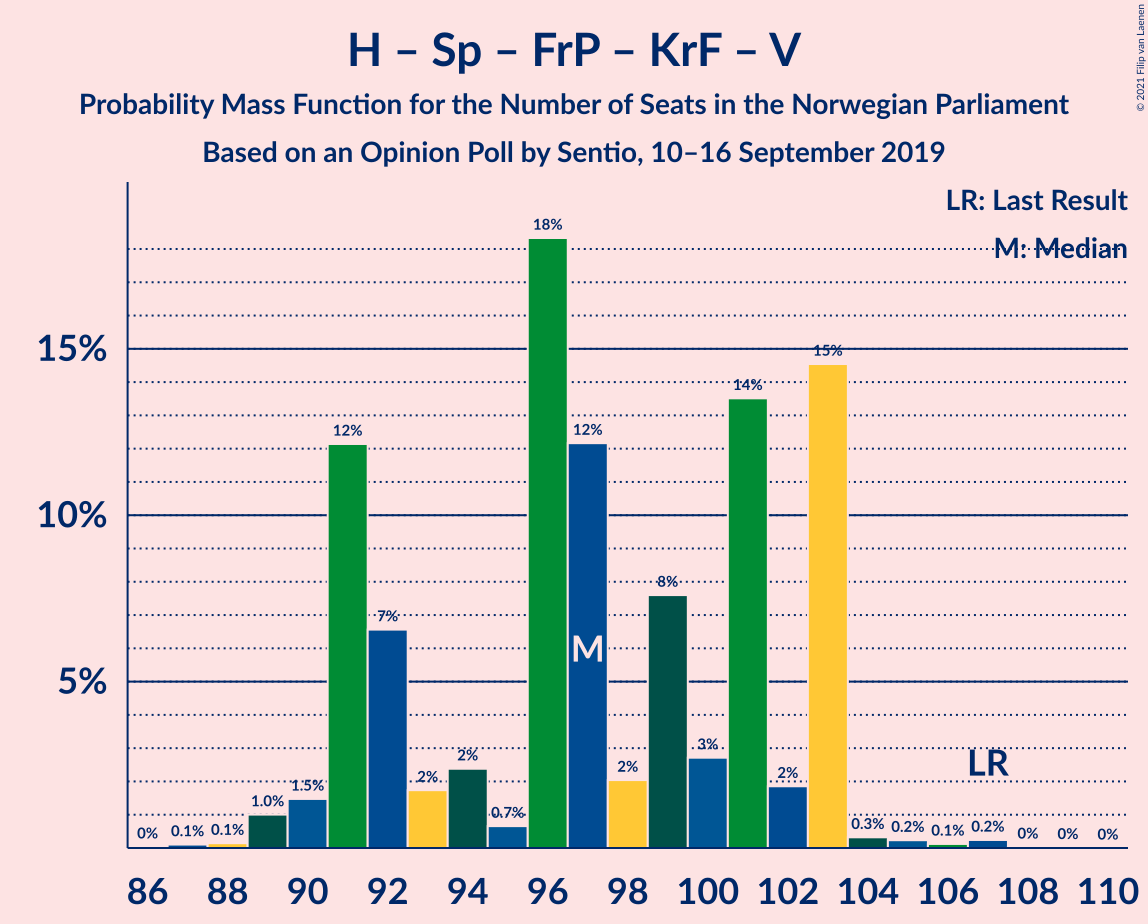 H – Sp – FrP – KrF – V
Probability Mass Function for the Number of Seats in the Norwegian Parliament
Based on an Opinion Poll by Sentio, 10–16 September 2019
© 2021 Filip van Laenen
LR: Last Result
M: Median
15%
10%
5%
0% 0.1% 0.1% 1.0% 1.5% 12% 7% 2% 2% 0.7% 18% 12% 2% 8% 3% 14% 2% 15% 0.3% 0.2% 0.1% 0.2% 0% 0% 0%
M
LR
86 88 90 92 94 96 98 100 102 104 106 108 110